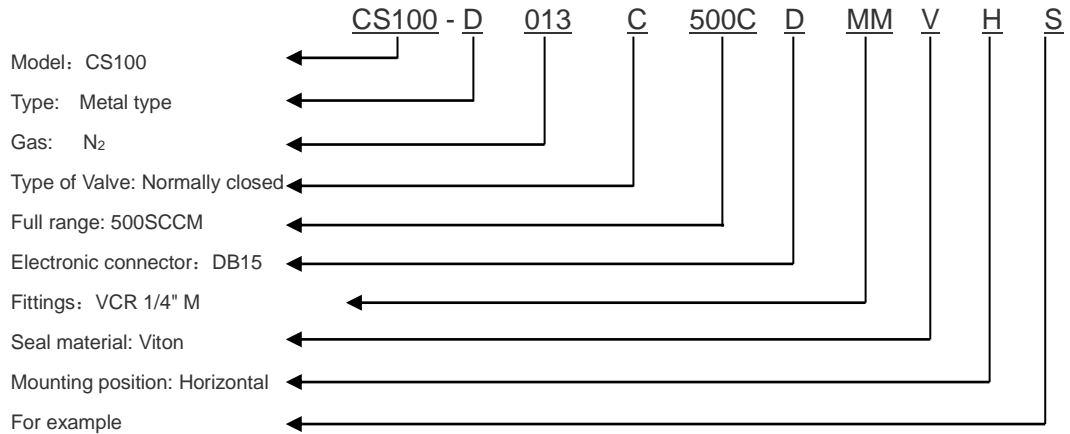 CS100 - D 013 C 500C D MM V H S
Model：CS100
Type: Metal type
Gas: N₂
Type of Valve: Normally closed
Full range: 500SCCM
Electronic connector：DB15
Fittings：VCR 1/4" M
Seal material: Viton
Mounting position: Horizontal
For example